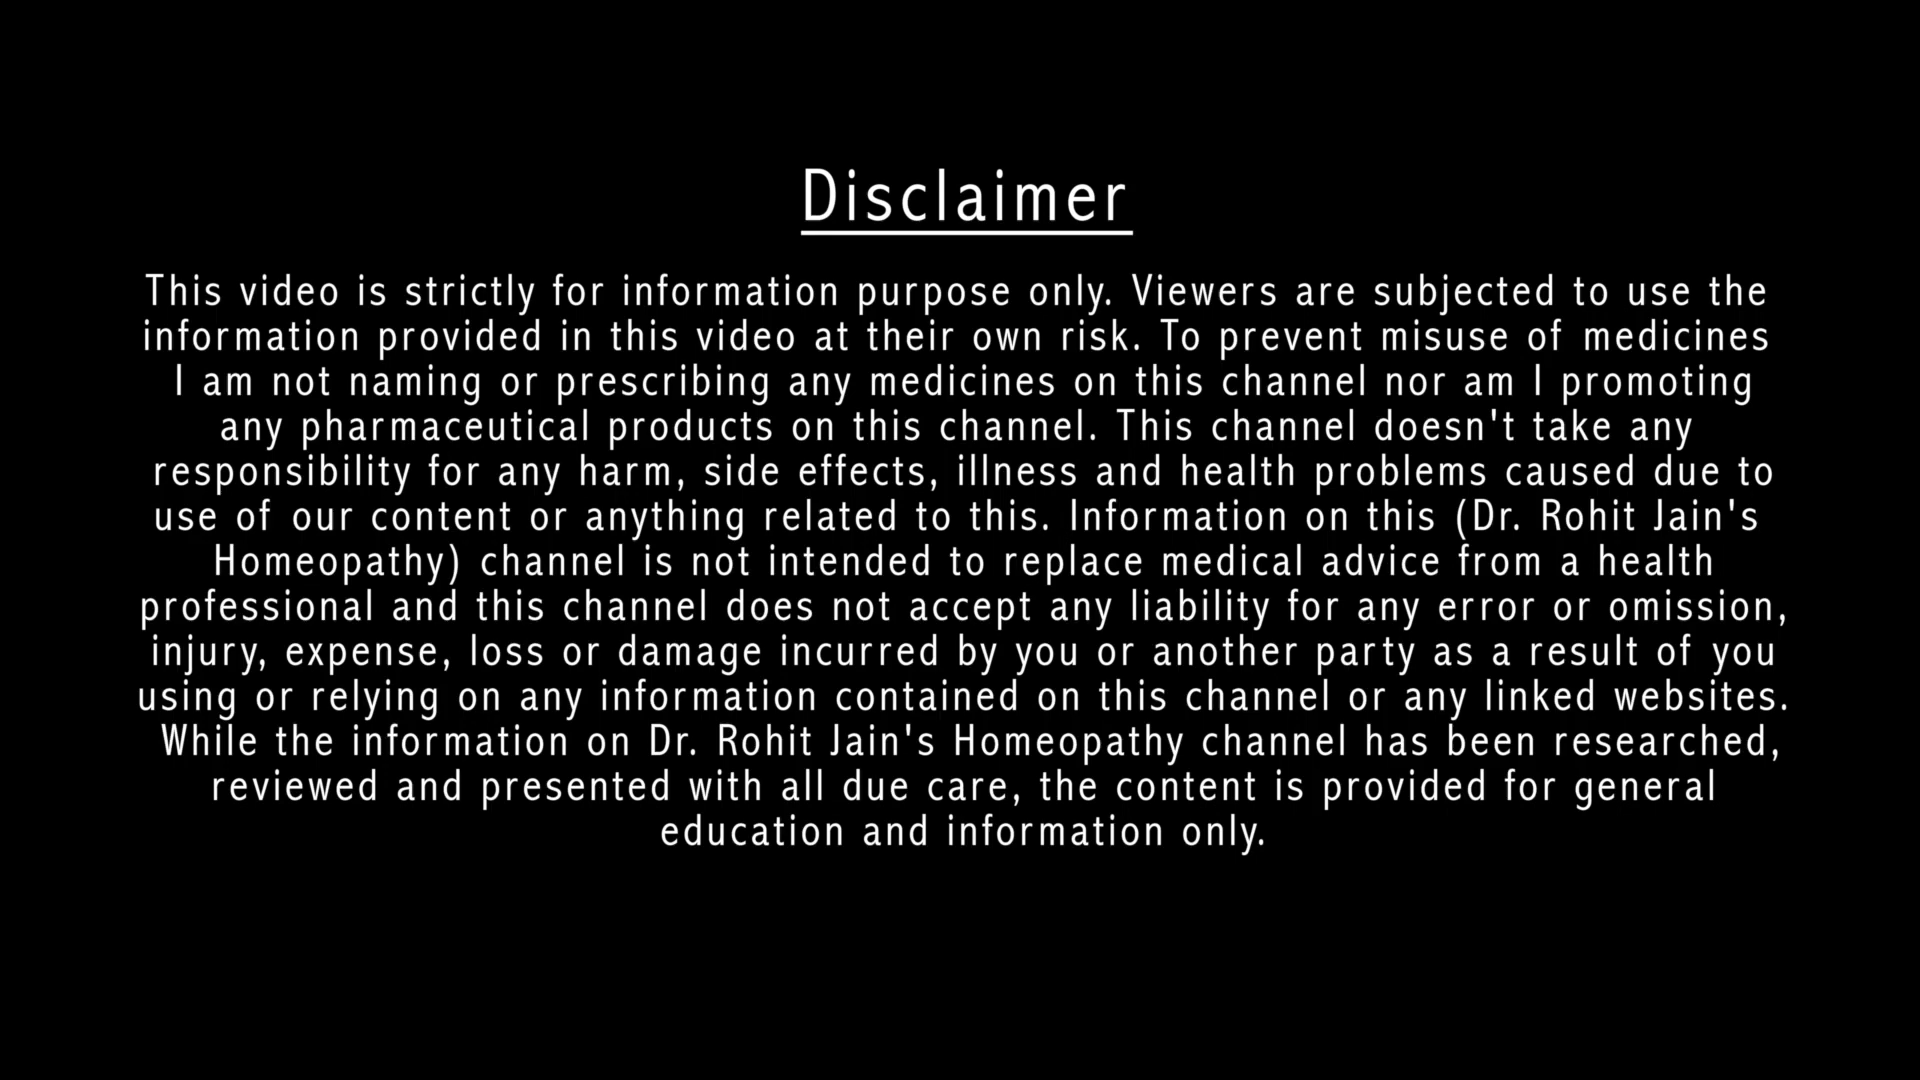 Disclaimer
This video is strictly for information purpose only. Viewers are subjected to use the
information provided in this video at their own risk. To prevent misuse of medicines
I am not naming or prescribing any medicines on this channel nor am I promoting
any pharmaceutical products on this channel. This channel doesn't take any
responsibility for any harm, side effects, illness and health problems caused due to
use of our content or anything related to this. Information on this (Dr. Rohit Jain's
Homeopathy) channel is not intended to replace medical advice from a health
professional and this channel does not accept any liability for any error or omission,
injury, expense, loss or damage incurred by you or another party as a result of you
using or relying on any information contained on this channel or any linked websites.
While the information on Dr. Rohit Jain's Homeopathy channel has been researched,
reviewed and presented with all due care, the content is provided for general
education and information only.